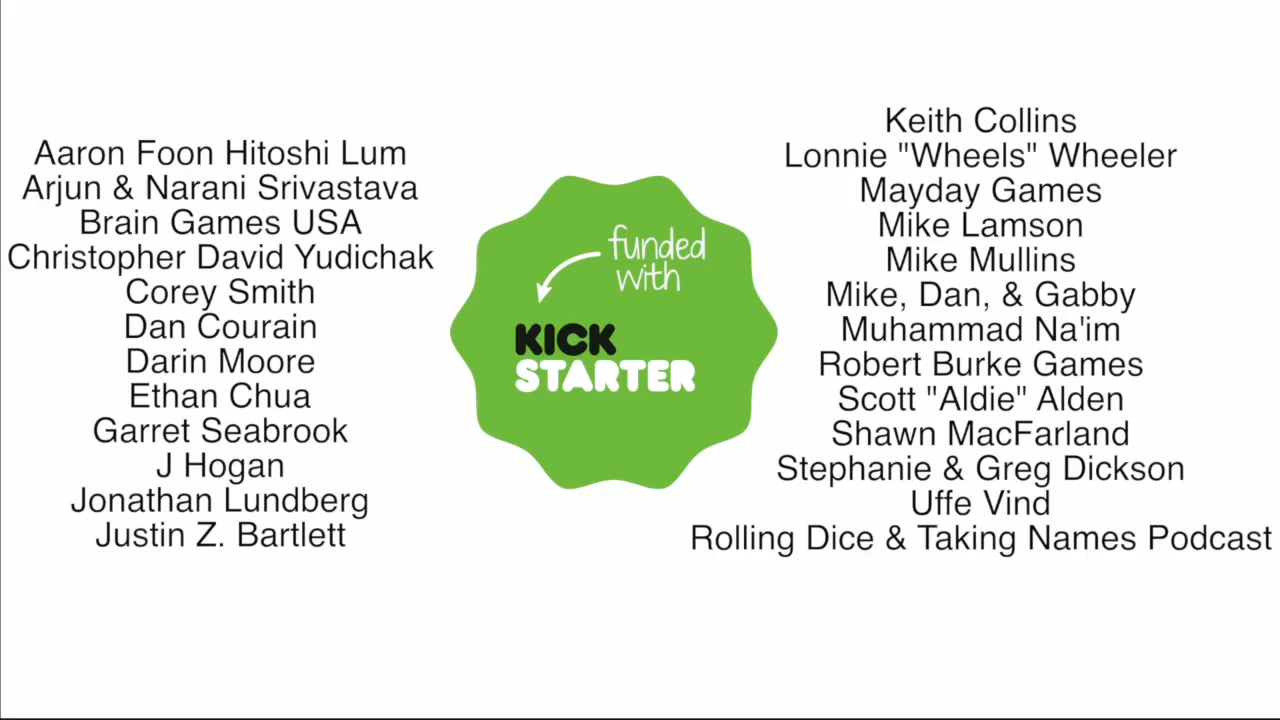 Aaron Foon Hitoshi Lum
Arjun & Narani Srivastava
Brain Games USA
Christopher David Yudichak
Corey Smith
Dan Courain
Darin Moore
Ethan Chua
Garret Seabrook
J Hogan
Jonathan Lundberg
Justin Z. Bartlett
funded
with
KICK
STARTER
Keith Collins
Lonnie "Wheels" Wheeler
Mayday Games
Mike Lamson
Mike Mullins
Mike, Dan, & Gabby
Muhammad Na'im
Robert Burke Games
Scott "Aldie" Alden
Shawn MacFarland
Stephanie & Greg Dickson
Uffe Vind
Rolling Dice & Taking Names Podcast